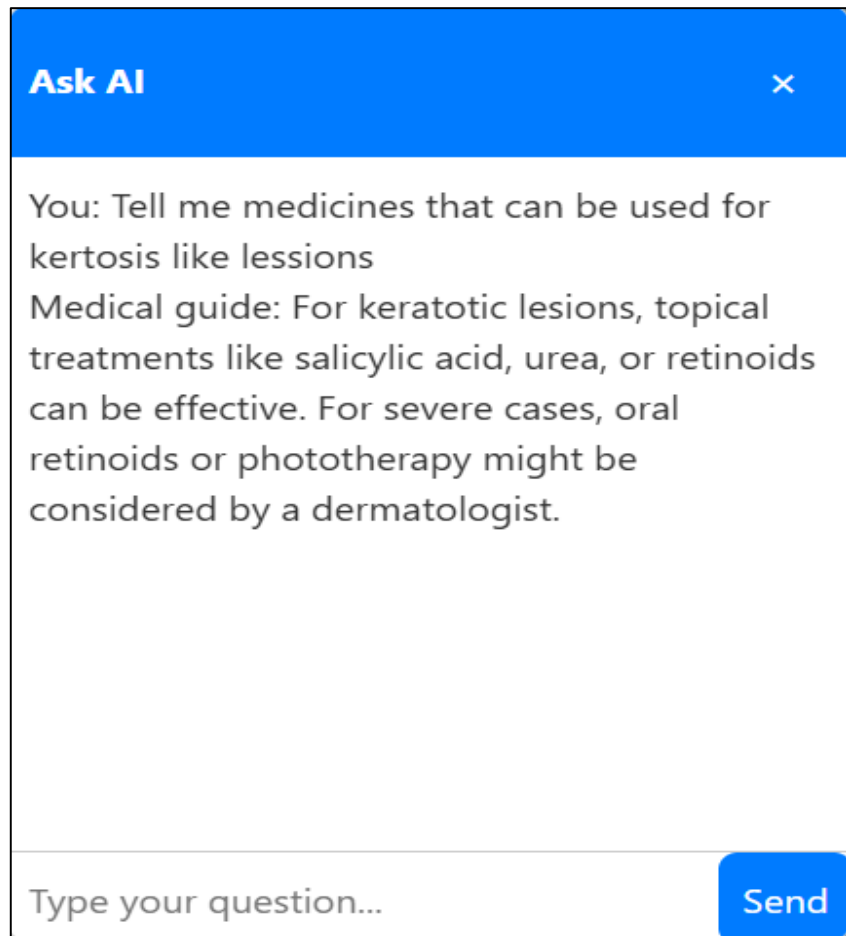 Ask AI ×
You: Tell me medicines that can be used for
kertosis like lessions
Medical guide: For keratotic lesions, topical
treatments like salicylic acid, urea, or retinoids
can be effective. For severe cases, oral
retinoids or phototherapy might be
considered by a dermatologist.
Type your question... Send